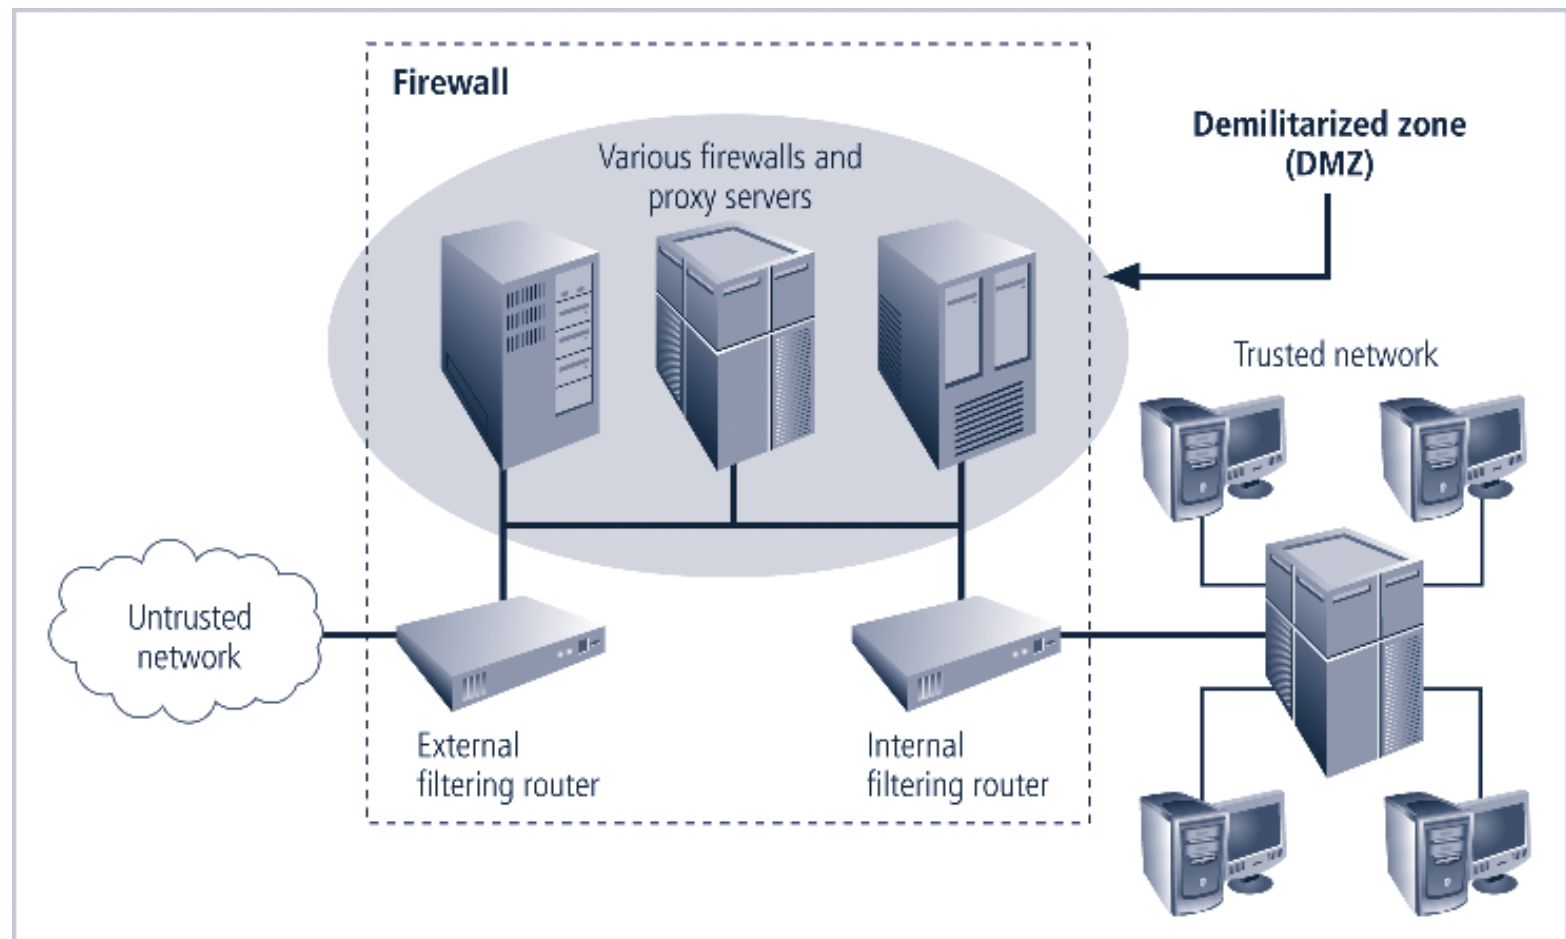 Firewall
Various firewalls and
proxy servers
Demilitarized zone
(DMZ)
Trusted network
Untrusted
network
External
filtering router
Internal
filtering router